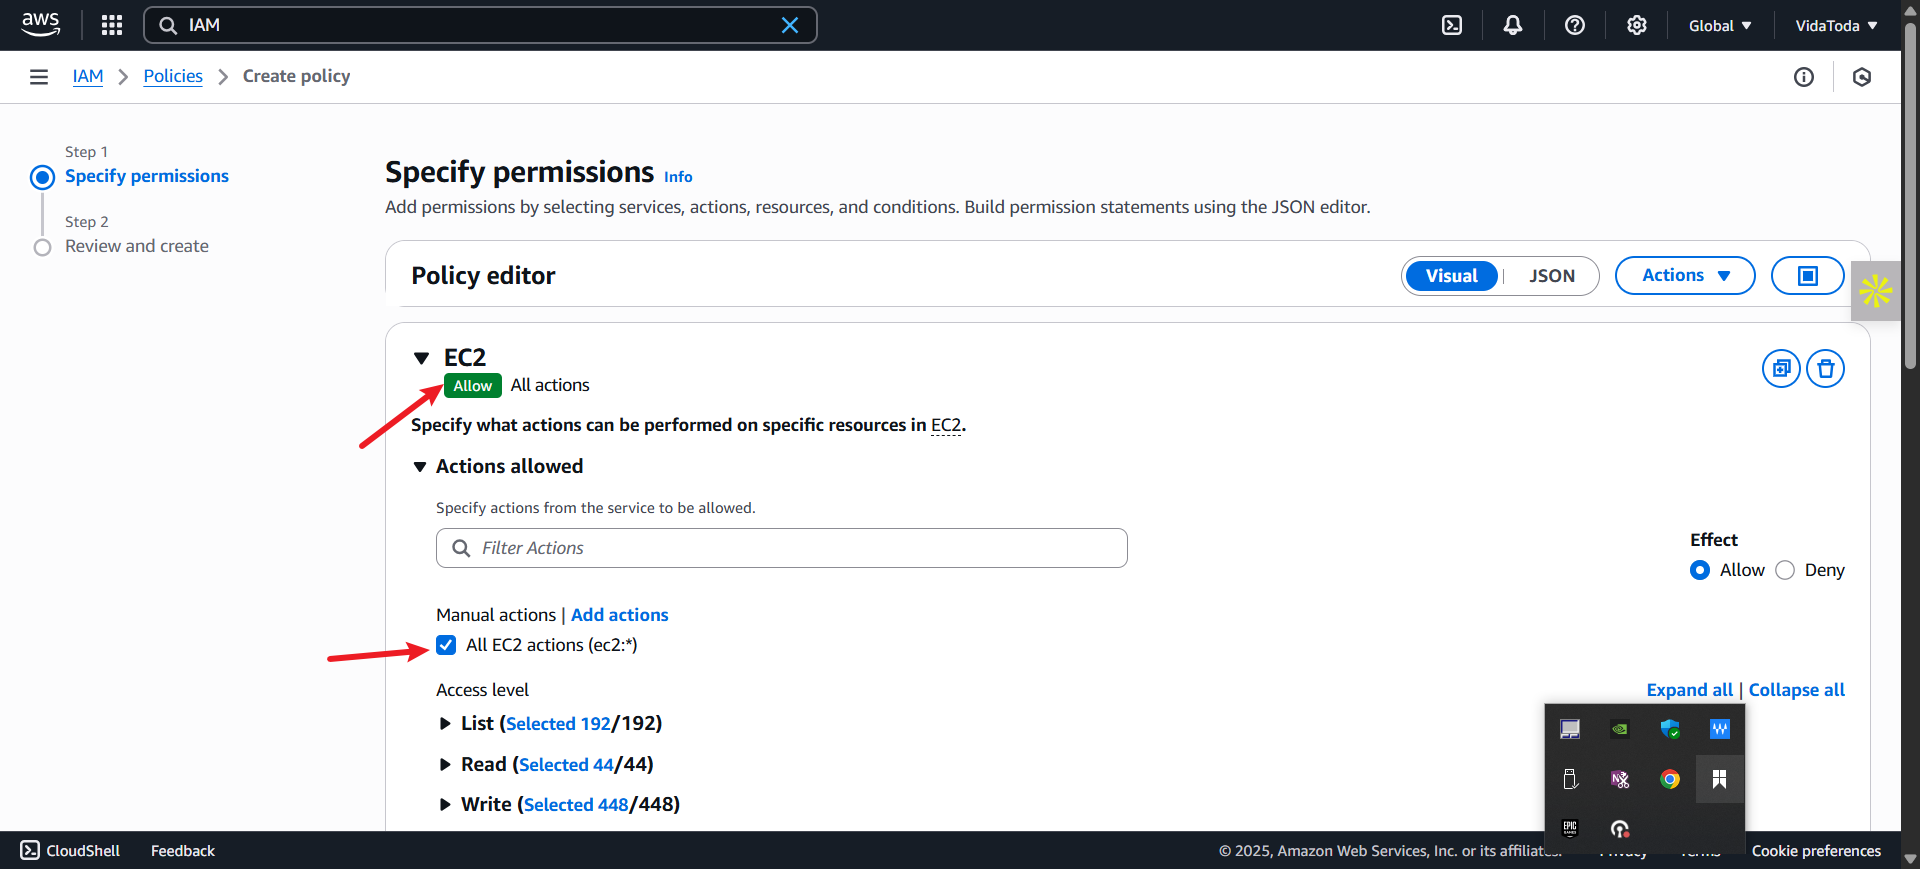 aws
IAM
Global
VidaToda
IAM
Policies
Create policy
Step 1
Specify permissions
Step 2
Review and create
Specify permissions Info
Add permissions by selecting services, actions, resources, and conditions. Build permission statements using the JSON editor.
Policy editor
Visual
JSON
Actions
EC2
Allow All actions
Specify what actions can be performed on specific resources in EC2.
Actions allowed
Specify actions from the service to be allowed.
Filter Actions
Effect
Allow Deny
Manual actions | Add actions
All EC2 actions (ec2:*)
Access level
Expand all | Collapse all
List (Selected 192/192)
Read (Selected 44/44)
Write (Selected 448/448)
EPIC
GAMES
CloudShell
Feedback
© 2025, Amazon Web Services, Inc. or its affiliates.
Privacy
Terms
Cookie preferences